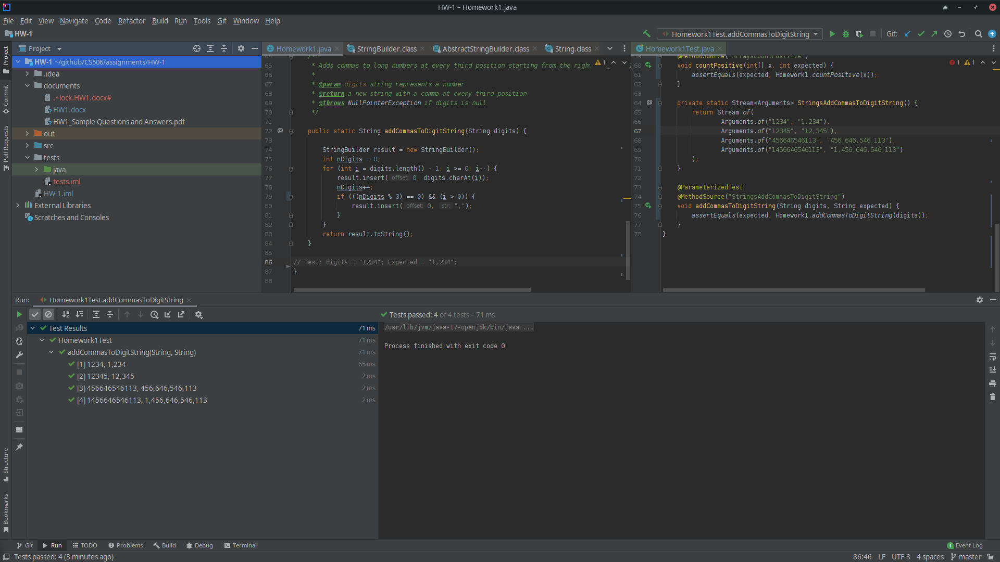 HW-1 – Homework1.java
File Edit View Navigate Code Refactor Build Run Tools Git Window Help
HW-1
Homework1Test.addCommasToDigitString
Git:
Project
Commit
Pull Requests
Structure
Bookmarks
Project
HW-1 ~/github/CS506/assignments/HW-1
.idea
documents
.~lock.HW1.docx#
HW1.docx
HW1_Sample Questions and Answers.pdf
out
src
tests
java
tests.iml
HW-1.iml
External Libraries
Scratches and Consoles
Homework1.java StringBuilder.class AbstractStringBuilder.class String.class
1
64 /**
65 * Adds commas to long numbers at every third position starting from the right
66 *
67 * @param digits string represents a number
68 * @return a new string with a comma at every third position
69 * @throws NullPointerException if digits is null
70 */
71
72 @ public static String addCommasToDigitString(String digits) {
73
74 StringBuilder result = new StringBuilder();
75 int nDigits = 0;
76 for (int i = digits.length() - 1; i >= 0; i--) {
77 result.insert( offset: 0, digits.charAt(i));
78 nDigits++;
79 if (((nDigits % 3) == 0) && (i > 0)) {
80 result.insert( offset: 0, str: ",");
81 }
82 }
83 return result.toString();
84 }
85
86 // Test: digits = "1234"; Expected = "1,234";
87 }
88
Homework1Test.java
1 1
59 @MethodSource("ArraysCountPositive")
60 void countPositive(int[] x, int expected) {
61 assertEquals(expected, Homework1.countPositive(x));
62 }
63
64 @ private static Stream<Arguments> StringsAddCommasToDigitString() {
65 return Stream.of(
66 Arguments.of("1234", "1,234"),
67 Arguments.of("12345", "12,345"),
68 Arguments.of("456646546113", "456,646,546,113"),
69 Arguments.of("1456646546113", "1,456,646,546,113")
70 );
71 }
72
73 @ParameterizedTest
74 @MethodSource("StringsAddCommasToDigitString")
75 void addCommasToDigitString(String digits, String expected) {
76 assertEquals(expected, Homework1.addCommasToDigitString(digits));
77 }
78 }
Run: Homework1Test.addCommasToDigitString
Tests passed: 4 of 4 tests – 71 ms
Test Results 71 ms
Homework1Test 71 ms
addCommasToDigitString(String, String) 71 ms
[1] 1234, 1,234 65 ms
[2] 12345, 12,345 2 ms
[3] 456646546113, 456,646,546,113 2 ms
[4] 1456646546113, 1,456,646,546,113 2 ms
/usr/lib/jvm/java-17-openjdk/bin/java ...
Process finished with exit code 0
Git Run TODO Problems Build Debug Terminal 1 Event Log
Tests passed: 4 (3 minutes ago) 86:46 LF UTF-8 4 spaces master